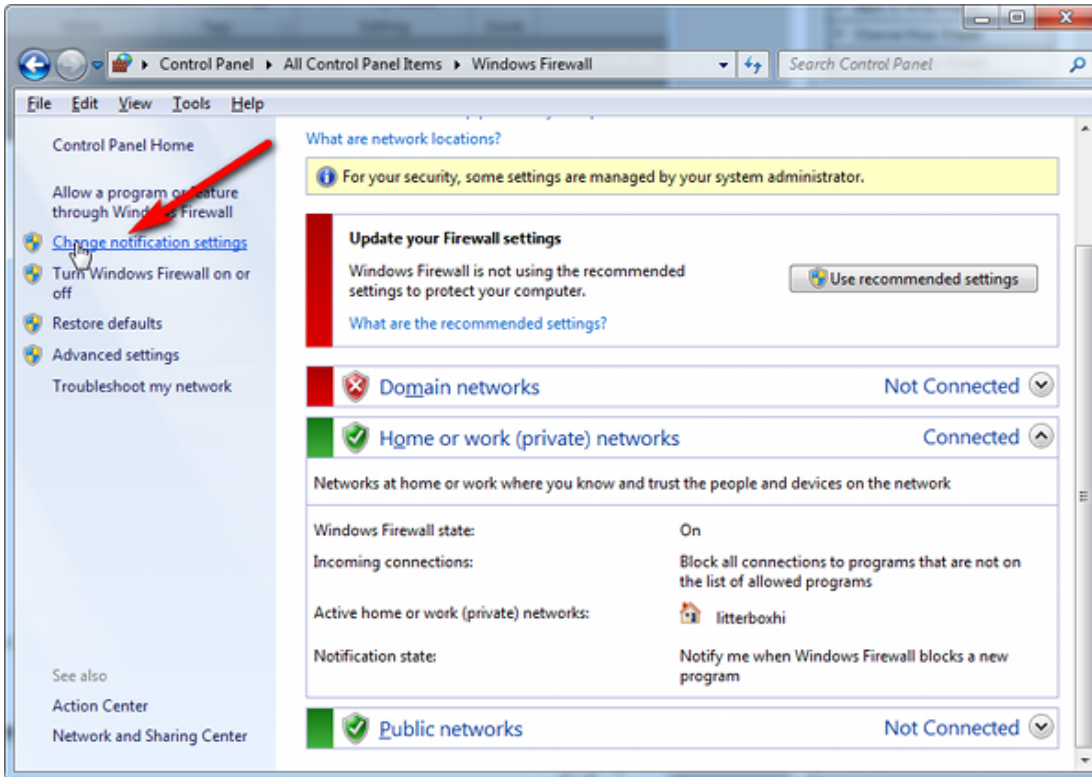 Control Panel ▸ All Control Panel Items ▸ Windows Firewall
Search Control Panel
File Edit View Tools Help
Control Panel Home
Allow a program or feature
through Windows Firewall
Change notification settings
Turn Windows Firewall on or
off
Restore defaults
Advanced settings
Troubleshoot my network
See also
Action Center
Network and Sharing Center
What are network locations?
For your security, some settings are managed by your system administrator.
Update your Firewall settings
Windows Firewall is not using the recommended
settings to protect your computer.
Use recommended settings
What are the recommended settings?
Domain networks Not Connected
Home or work (private) networks Connected
Networks at home or work where you know and trust the people and devices on the network
Windows Firewall state: On
Incoming connections: Block all connections to programs that are not on
the list of allowed programs
Active home or work (private) networks: litterboxhi
Notification state: Notify me when Windows Firewall blocks a new
program
Public networks Not Connected